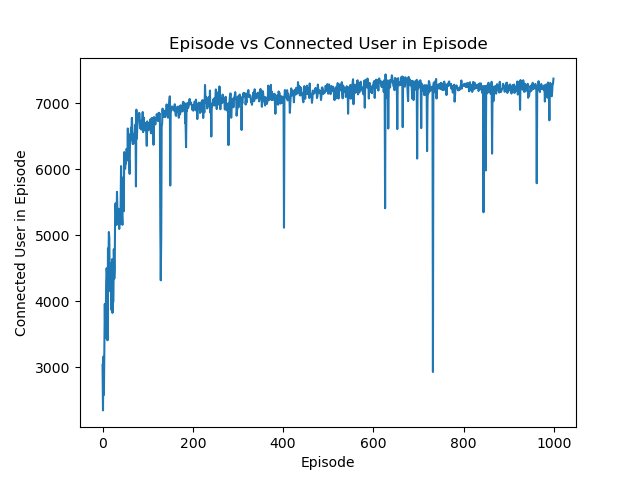 Episode vs Connected User in Episode
Connected User in Episode
7000
6000
5000
4000
3000
0 200 400 600 800 1000
Episode